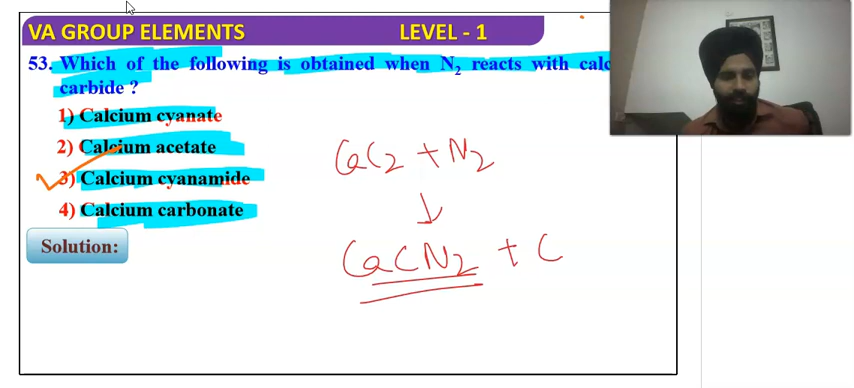 VA GROUP ELEMENTS LEVEL - 1
53. Which of the following is obtained when N2 reacts with calc
carbide ?
1) Calcium cyanate
2) Calcium acetate
3) Calcium cyanamide
4) Calcium carbonate
Solution:
CaC2 + N2
↓
CaCN2 + C